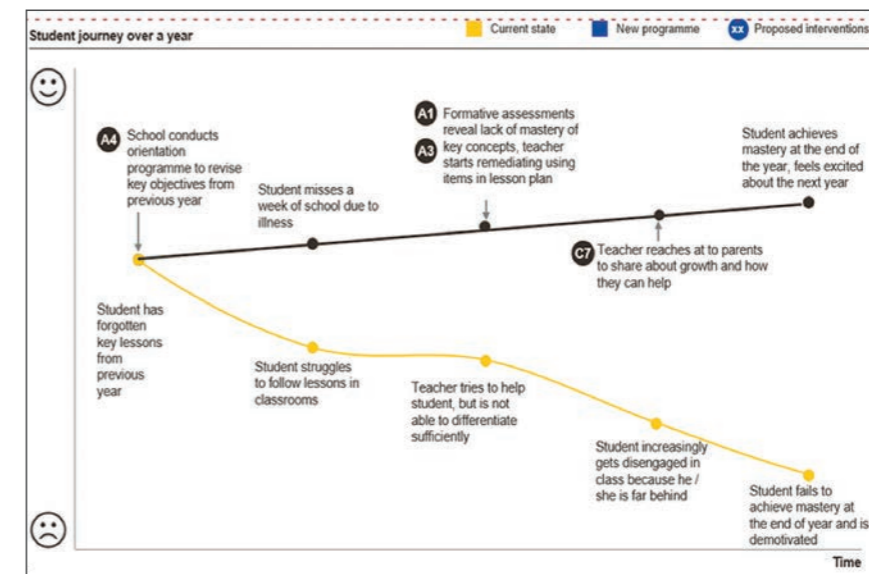 Student journey over a year
Current state
New programme
xx Proposed interventions
A4
School conducts
orientation
programme to revise
key objectives from
previous year
Student misses a
week of school due to
illness
A1
A3
Formative assessments
reveal lack of mastery of
key concepts, teacher
starts remediating using
items in lesson plan
Student achieves
mastery at the end of
the year, feels excited
about the next year
C7
Teacher reaches at to parents
to share about growth and how
they can help
Student has
forgotten
key lessons
from
previous
year
Student struggles
to follow lessons in
classrooms
Teacher tries to help
student, but is not
able to differentiate
sufficiently
Student increasingly
gets disengaged in
class because he /
she is far behind
Student fails to
achieve mastery at
the end of year and is
demotivated
Time